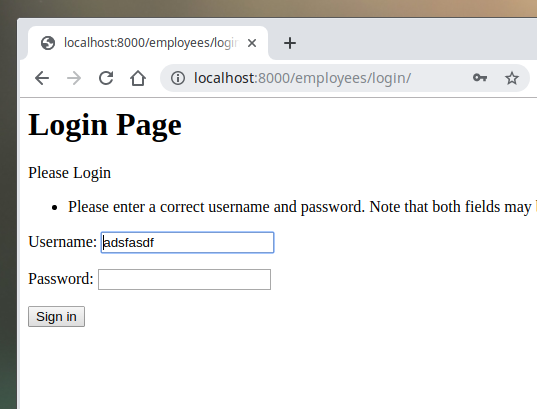 localhost:8000/employees/login
localhost:8000/employees/login/
Login Page
Please Login
Please enter a correct username and password. Note that both fields may
Username: adsfasdf
Password:
Sign in